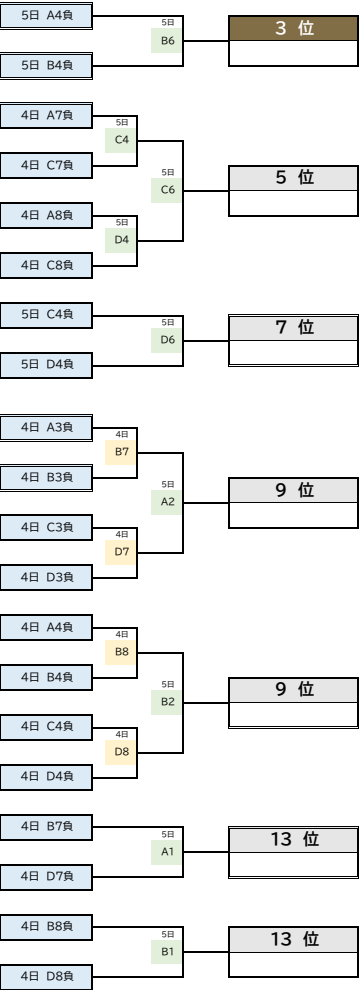 5日 A4負
5日
B6
3 位
5日 B4負
4日 A7負
5日
C4
4日 C7負
5日
C6
5 位
4日 A8負
5日
D4
4日 C8負
5日 C4負
5日
D6
7 位
5日 D4負
4日 A3負
4日
B7
4日 B3負
5日
A2
9 位
4日 C3負
4日
D7
4日 D3負
4日 A4負
4日
B8
4日 B4負
5日
B2
9 位
4日 C4負
4日
D8
4日 D4負
4日 B7負
5日
A1
13 位
4日 D7負
4日 B8負
5日
B1
13 位
4日 D8負